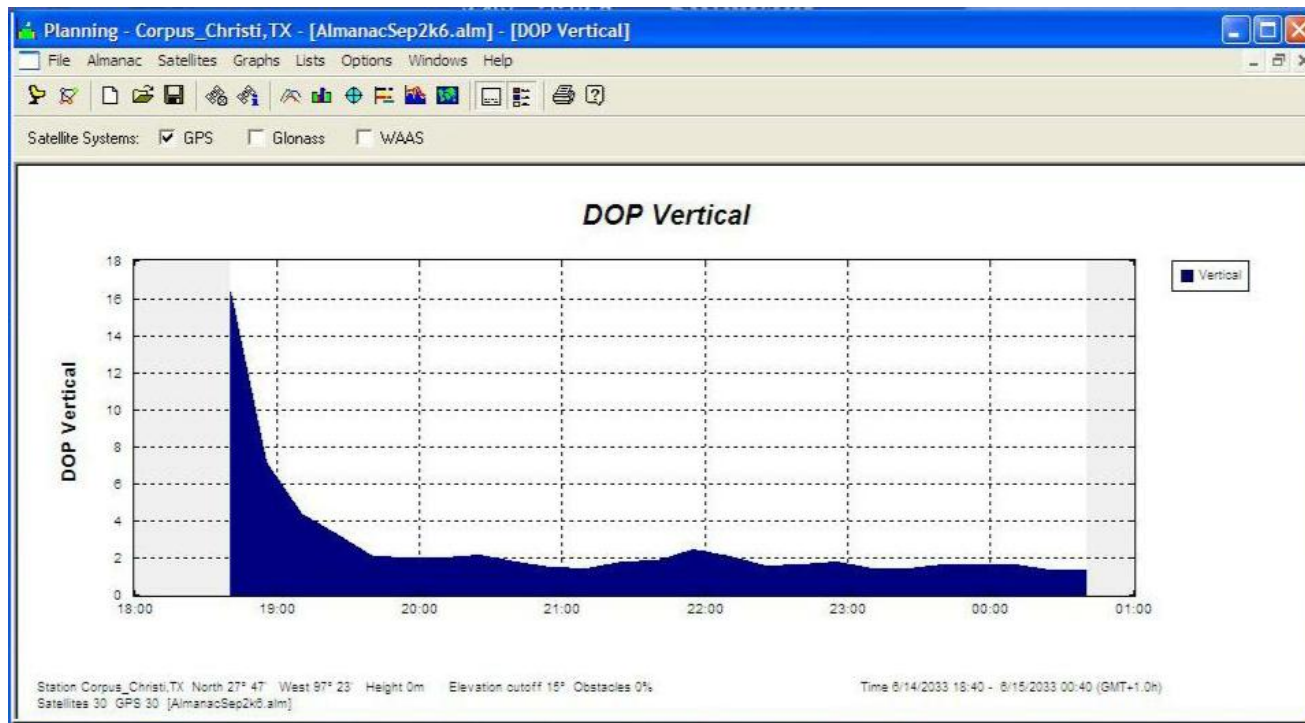 Planning - Corpus_Christi,TX - [AlmanacSep2k6.alm] - [DOP Vertical]
File Almanac Satellites Graphs Lists Options Windows Help
Satellite Systems: GPS Glonass WAAS
DOP Vertical
Vertical
DOP Vertical
18
16
14
12
10
8
6
4
2
0
18:00 19:00 20:00 21:00 22:00 23:00 00:00 01:00
Station Corpus_Christi,TX North 27° 47' West 97° 23' Height 0m Elevation cutoff 15° Obstacles 0% Time 6/14/2033 18:40 - 6/15/2033 00:40 (GMT+1.0h)
Satellites 30 GPS 30 [AlmanacSep2k6.alm]